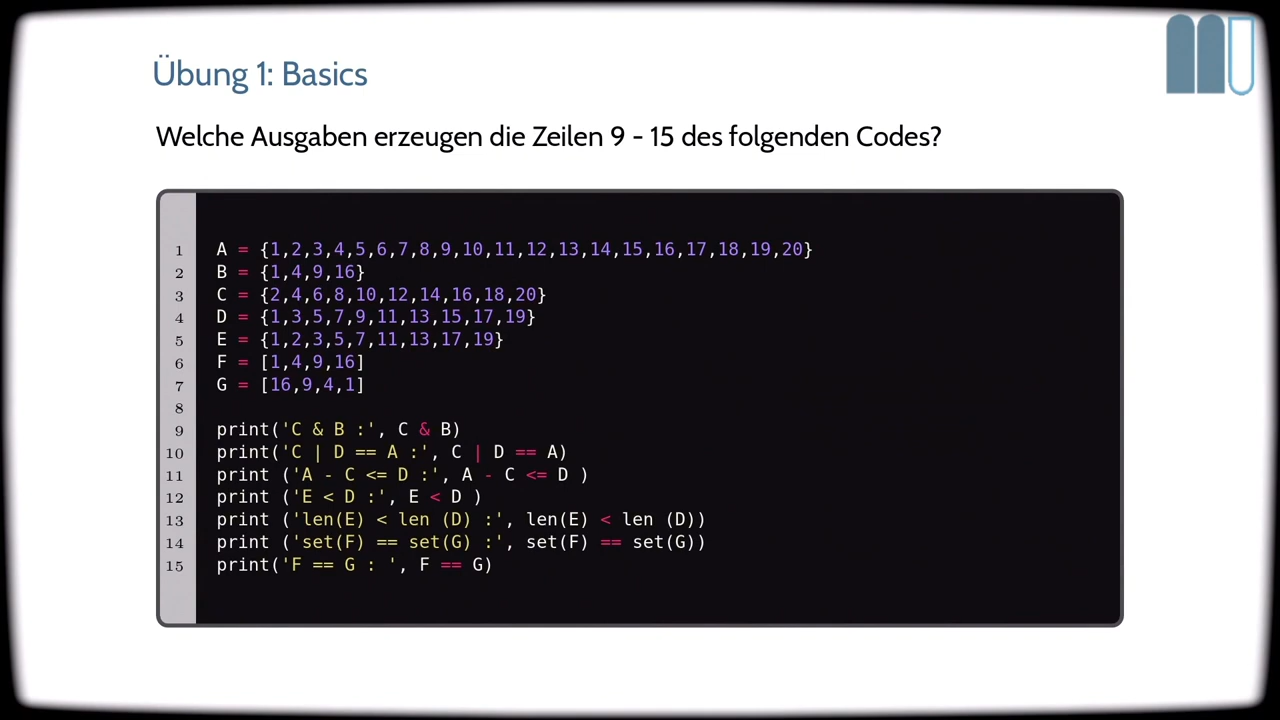 Übung 1: Basics
Welche Ausgaben erzeugen die Zeilen 9 - 15 des folgenden Codes?
1 A = {1,2,3,4,5,6,7,8,9,10,11,12,13,14,15,16,17,18,19,20}
2 B = {1,4,9,16}
3 C = {2,4,6,8,10,12,14,16,18,20}
4 D = {1,3,5,7,9,11,13,15,17,19}
5 E = {1,2,3,5,7,11,13,17,19}
6 F = [1,4,9,16]
7 G = [16,9,4,1]
8
9 print('C & B :', C & B)
10 print('C | D == A :', C | D == A)
11 print ('A - C <= D :', A - C <= D )
12 print ('E < D :', E < D )
13 print ('len(E) < len (D) :', len(E) < len (D))
14 print ('set(F) == set(G) :', set(F) == set(G))
15 print('F == G : ', F == G)